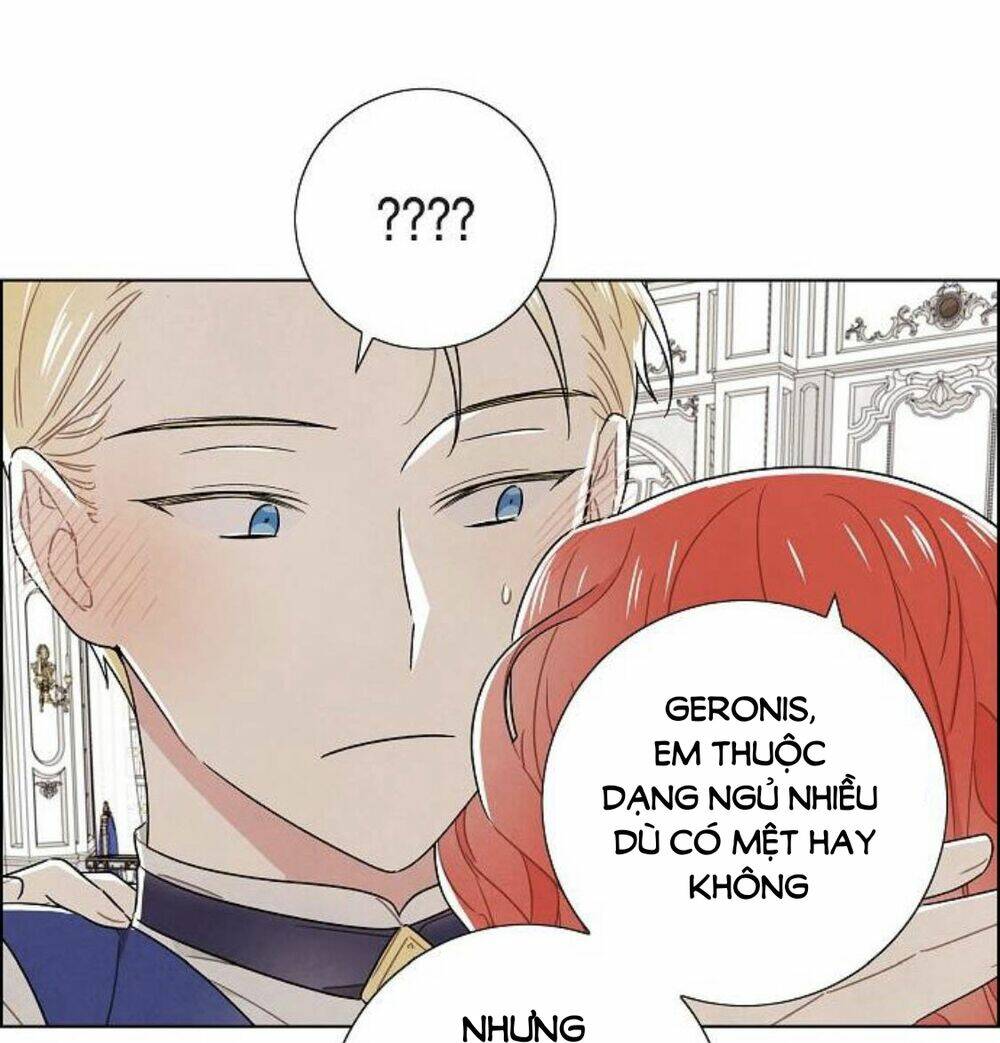 ????
GERONIS,
EM THUỘC
DẠNG NGỦ NHIỀU
DÙ CÓ MỆT HAY
KHÔNG
NHƯNG